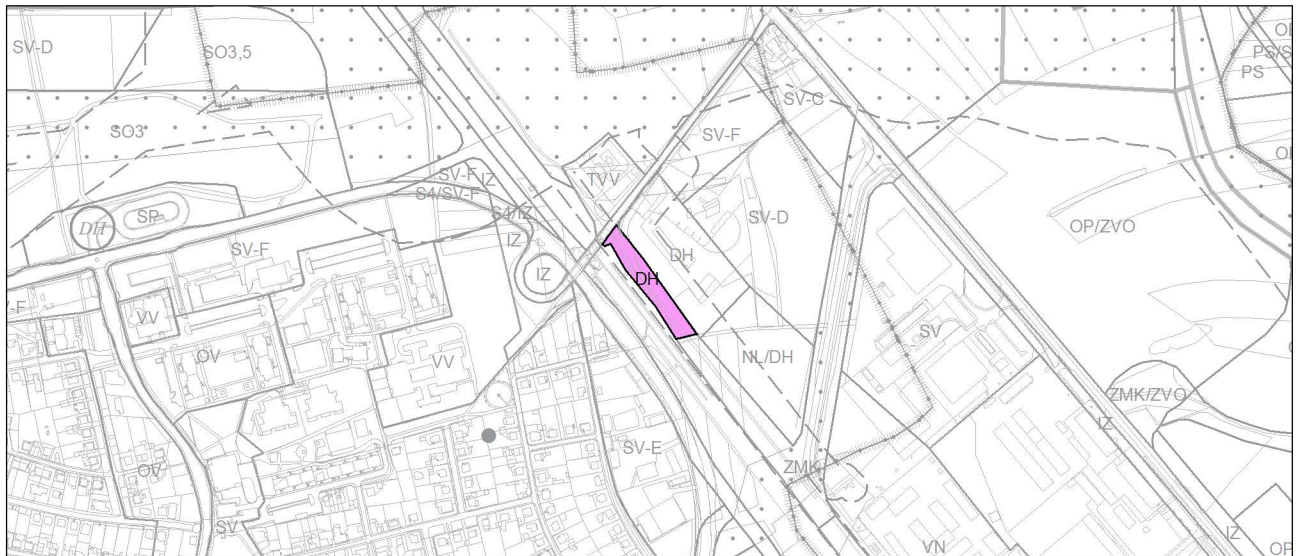 SV-D
SO3,5
OB
PS/S
PS
SV-C
SO3
SV-F
OB
SV-F
IZ
TVV
S4/SV-F
SP
S4/IZ
SV-D
DH
OP/ZVO
SV-F
IZ
DH
IZ
DH
-F
VV
SV
OV
VV
NL/DH
ZMK/ZVO
IZ
SV-E
OV
ZMK
SV
IZ
VN
OP